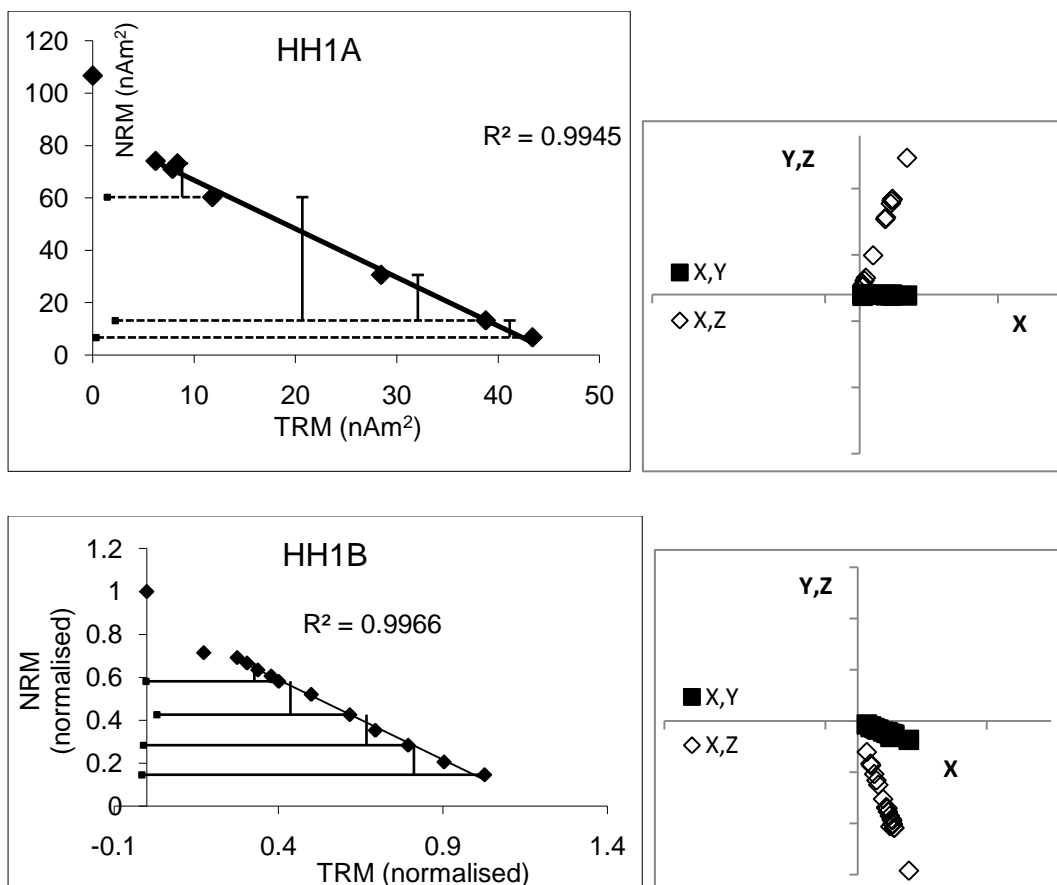 HH1A
120
100
80
60
40
20
0
NRM (nAm²)
R² = 0.9945
0
10
20
30
40
50
TRM (nAm²)
Y,Z
X,Y
X,Z
X
HH1B
1.2
1
0.8
0.6
0.4
0.2
0
NRM
(normalised)
R² = 0.9966
-0.1
0.4
0.9
1.4
TRM (normalised)
Y,Z
X,Y
X,Z
X